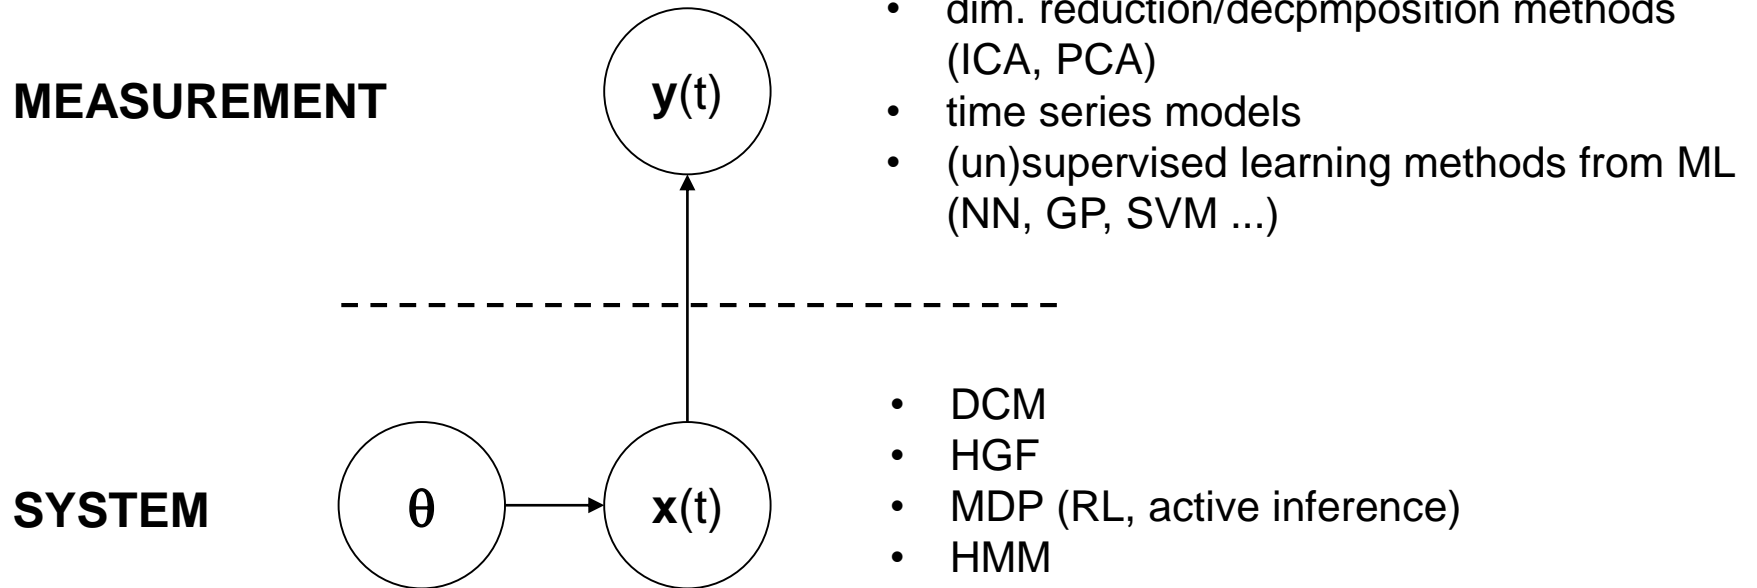 • dim. reduction/decpmposition methods
(ICA, PCA)
• time series models
• (un)supervised learning methods from ML
(NN, GP, SVM ...)
MEASUREMENT
y(t)
• DCM
• HGF
• MDP (RL, active inference)
• HMM
SYSTEM
θ
x(t)